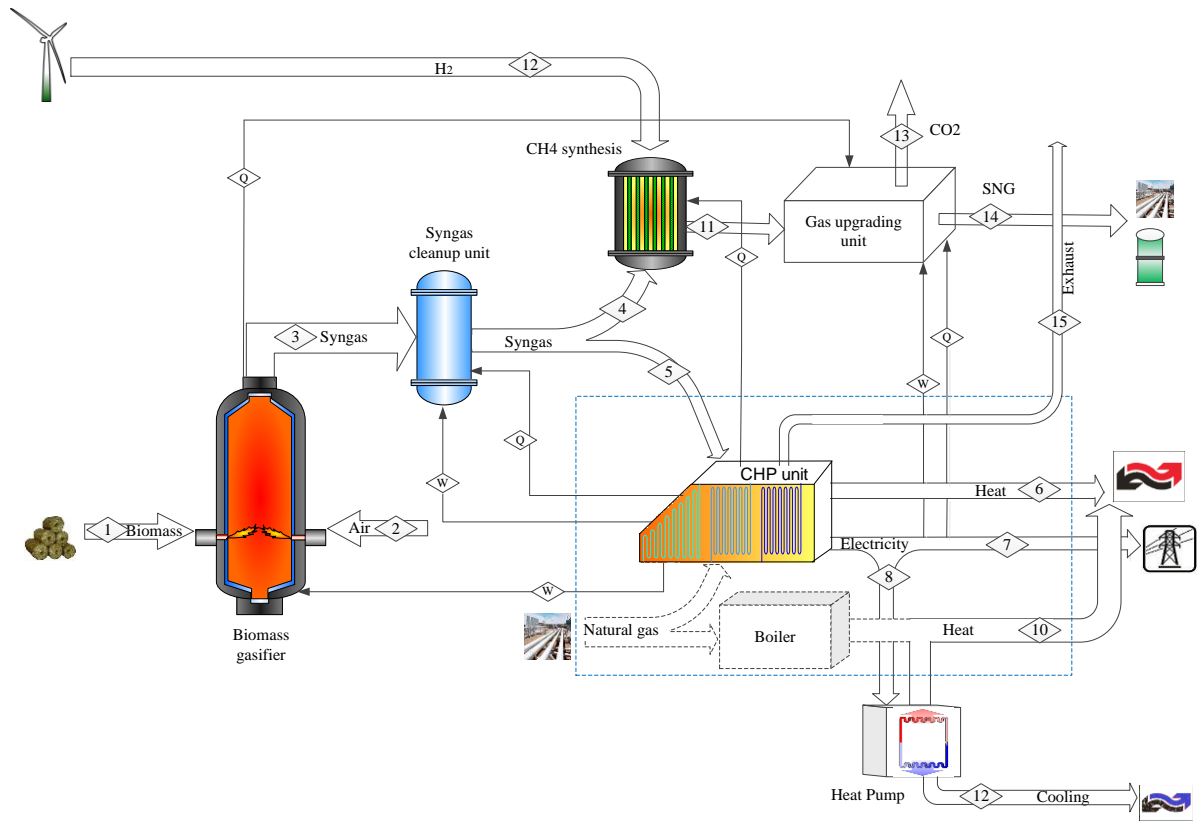 12
H2
13
CO2
CH4 synthesis
Q
SNG
14
11
Gas upgrading
unit
Syngas
cleanup unit
Q
Exhaust
4
3
Syngas
Syngas
15
Q
5
W
Q
CHP unit
W
Heat
6
1
Biomass
Air
2
Electricity
7
8
W
Natural gas
Boiler
Heat
10
Biomass
gasifier
Heat Pump
12
Cooling